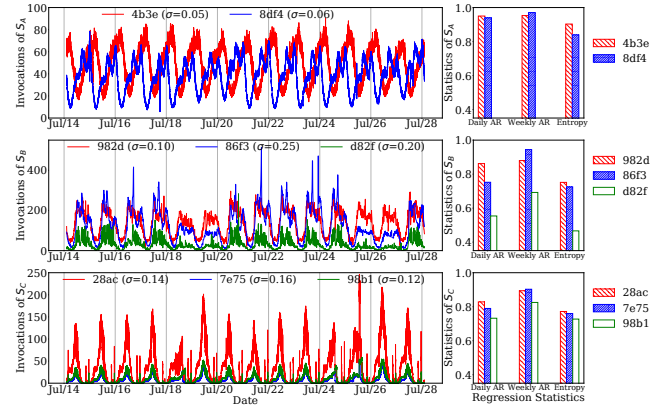 4b3e (σ=0.05) 8df4 (σ=0.06)
Invocations of S_A
100
80
60
40
20
0
Jul/14 Jul/16 Jul/18 Jul/20 Jul/22 Jul/24 Jul/26 Jul/28
Statistics of S_A
1.0
0.8
0.6
0.4
Daily AR Weekly AR Entropy
4b3e
8df4
982d (σ=0.10) 86f3 (σ=0.25) d82f (σ=0.20)
Invocations of S_B
400
200
0
Jul/14 Jul/16 Jul/18 Jul/20 Jul/22 Jul/24 Jul/26 Jul/28
Statistics of S_B
1.0
0.8
0.6
0.4
Daily AR Weekly AR Entropy
982d
86f3
d82f
28ac (σ=0.14) 7e75 (σ=0.16) 98b1 (σ=0.12)
Invocations of S_C
250
200
150
100
50
0
Jul/14 Jul/16 Jul/18 Jul/20 Jul/22 Jul/24 Jul/26 Jul/28
Date
Statistics of S_C
1.0
0.8
0.6
0.4
Daily AR Weekly AR Entropy
Regression Statistics
28ac
7e75
98b1